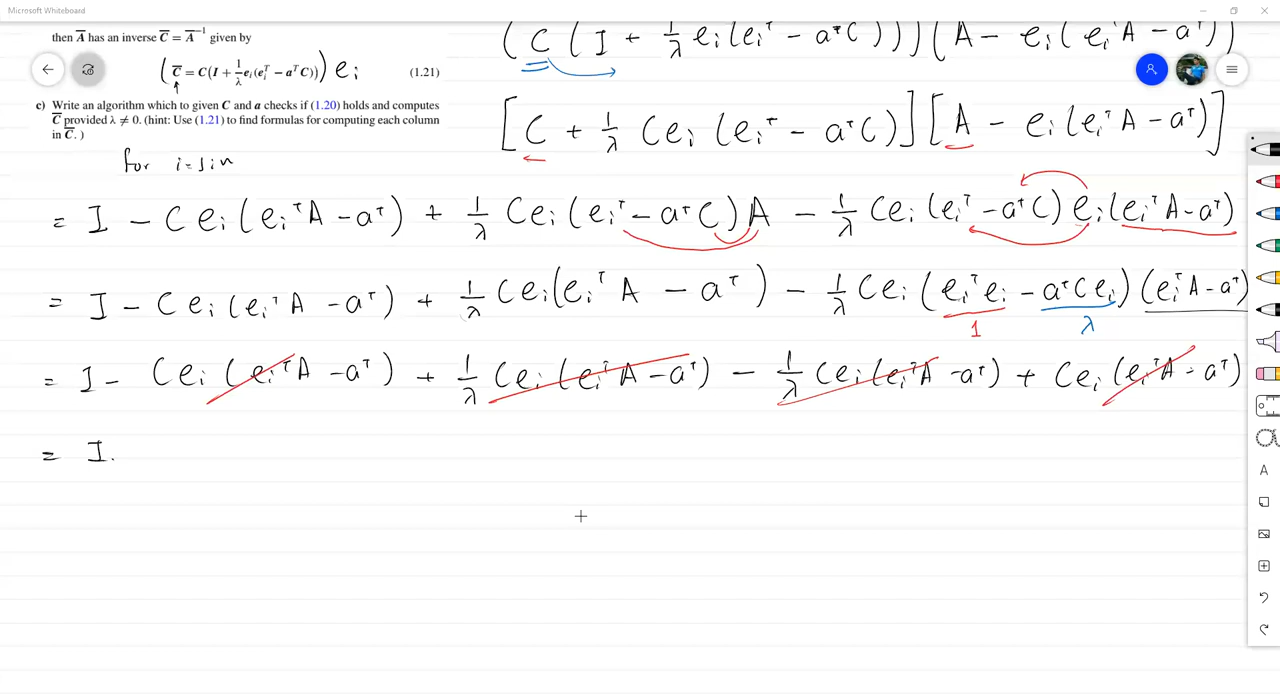 Microsoft Whiteboard
then A̅ has an inverse C̅ = A̅⁻¹ given by
( C̅ = C(I + 1/λ eᵢ(eᵢᵀ − aᵀC)) ) eᵢ (1.21)
c) Write an algorithm which to given C and a checks if (1.20) holds and computes
C̅ provided λ ≠ 0. (hint: Use (1.21) to find formulas for computing each column
in C̅. )
(C (I + 1/λ eᵢ(eᵢᵀ − aᵀC)))(A − eᵢ(eᵢᵀA − aᵀ))
[C + 1/λ Ceᵢ(eᵢᵀ − aᵀC)][A − eᵢ(eᵢᵀA − aᵀ)]
= I − Ceᵢ(eᵢᵀA − aᵀ) + 1/λ Ceᵢ(eᵢᵀ − aᵀC)A − 1/λ Ceᵢ(eᵢᵀ − aᵀC)eᵢ(eᵢᵀA − aᵀ)
= I − Ceᵢ(eᵢᵀA − aᵀ) + 1/λ Ceᵢ(eᵢᵀA − aᵀ) − 1/λ Ceᵢ(eᵢᵀeᵢ − aᵀCeᵢ)(eᵢᵀA − aᵀ)
1 λ
= I − Ceᵢ(eᵢᵀA − aᵀ) + 1/λ Ceᵢ(eᵢᵀA − aᵀ) − 1/λ Ceᵢ(eᵢᵀA − aᵀ) + Ceᵢ(eᵢᵀA − aᵀ)
= I.